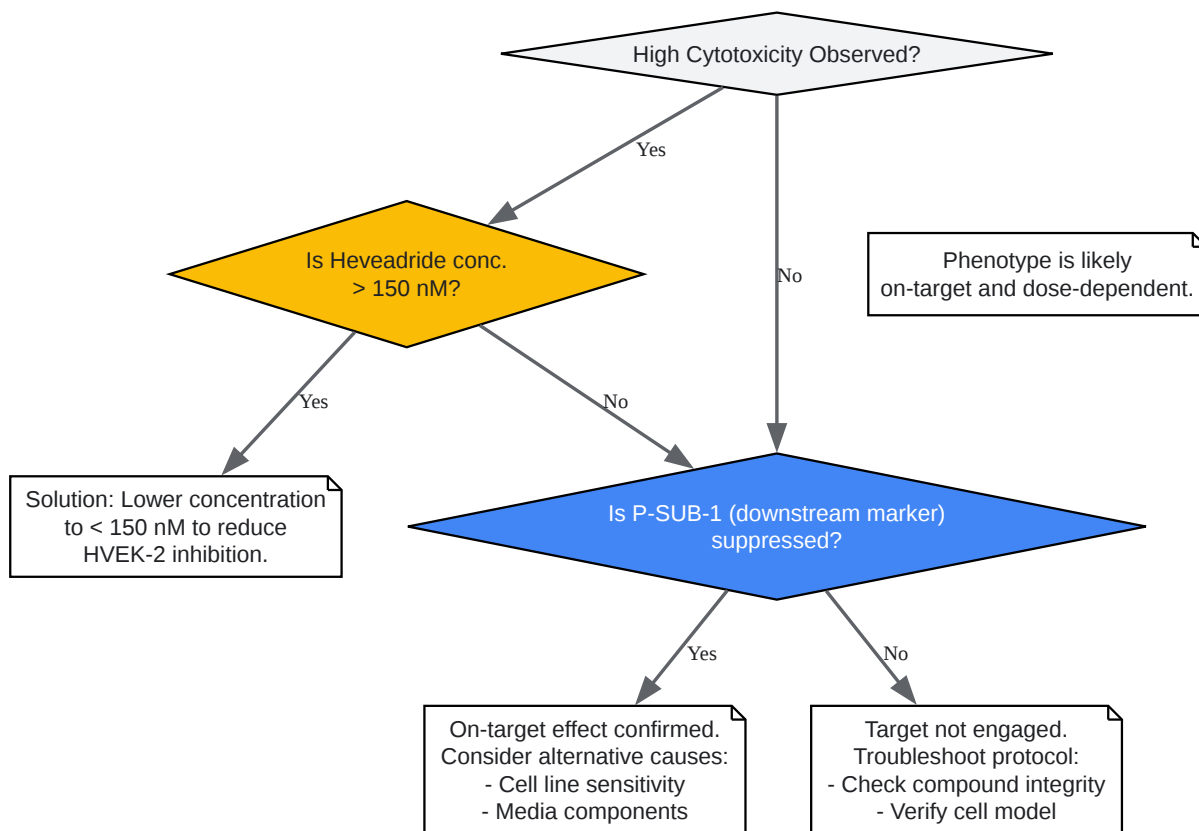 High Cytotoxicity Observed?
Yes
No
Is Heveadride conc.
> 150 nM?
Phenotype is likely
on-target and dose-dependent.
Yes
No
Solution: Lower concentration
to < 150 nM to reduce
HVEK-2 inhibition.
Is P-SUB-1 (downstream marker)
suppressed?
Yes
No
On-target effect confirmed.
Consider alternative causes:
- Cell line sensitivity
- Media components
Target not engaged.
Troubleshoot protocol:
- Check compound integrity
- Verify cell model